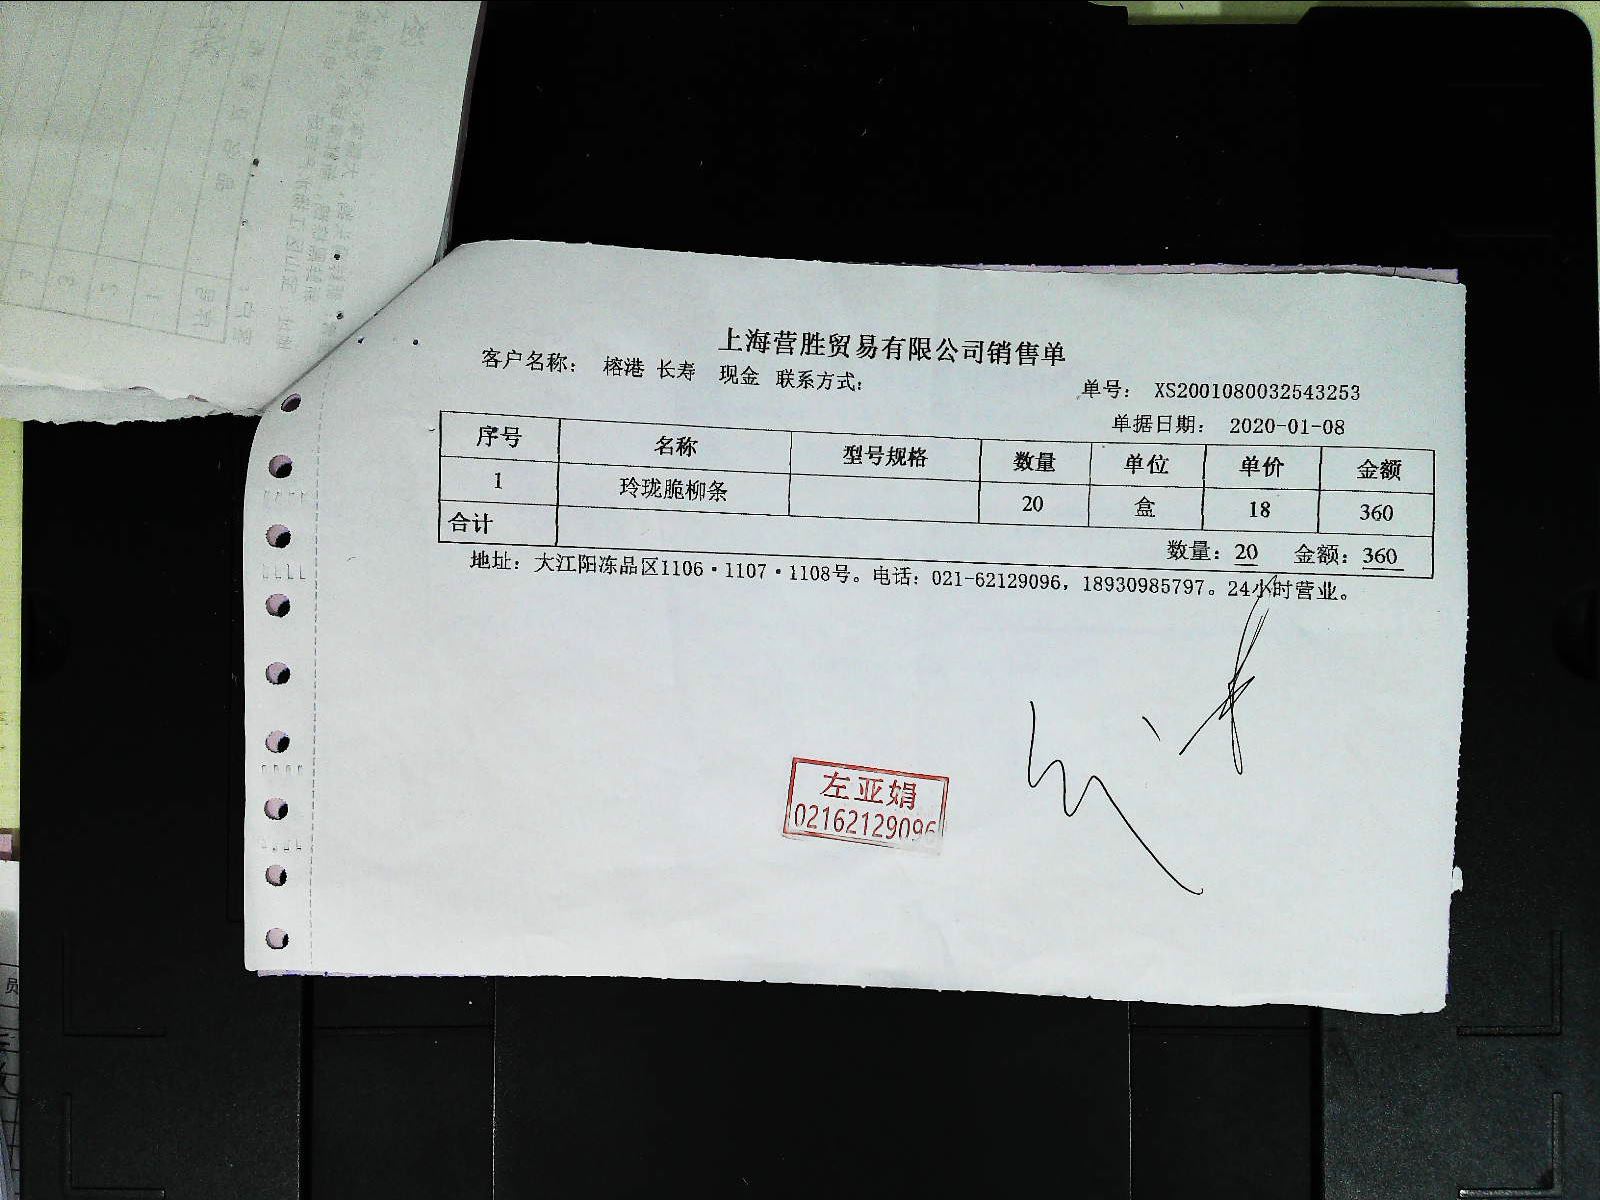 上海营胜贸易有限公司销售单
客户名称： 榕港 长寿 现金 联系方式：
单号： XS2001080032543253
单据日期： 2020-01-08
序号 名称 型号规格 数量 单位 单价 金额
1 玲珑脆柳条 20 盒 18 360
合计 数量：20 金额：360
地址：大江阳冻品区1106·1107·1108号。电话：021-62129096，18930985797。24小时营业。
左亚娟
02162129096